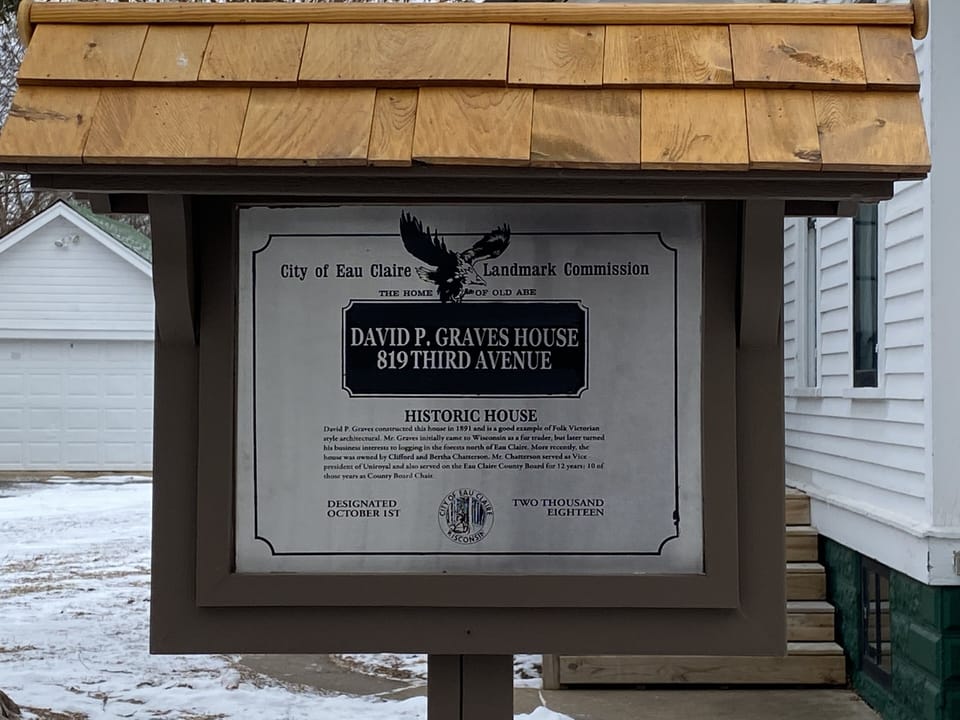 City of Eau Claire Landmark Commission
THE HOME OF OLD ABE
DAVID P. GRAVES HOUSE
819 THIRD AVENUE
HISTORIC HOUSE
David P. Graves constructed this house in 1891 and is a good example of Folk Victorian
style architectural. Mr. Graves initially came to Wisconsin as a fur trader, but later turned
his business interests to logging in the forests north of Eau Claire. More recently, the
house was owned by Clifford and Bertha Chatterson. Mr. Chatterson served as Vice
president of Uniroyal and also served on the Eau Claire County Board for 12 years; 10 of
those years as County Board Chair.
DESIGNATED
OCTOBER 1ST
CITY OF EAU CLAIRE
WISCONSIN
TWO THOUSAND
EIGHTEEN